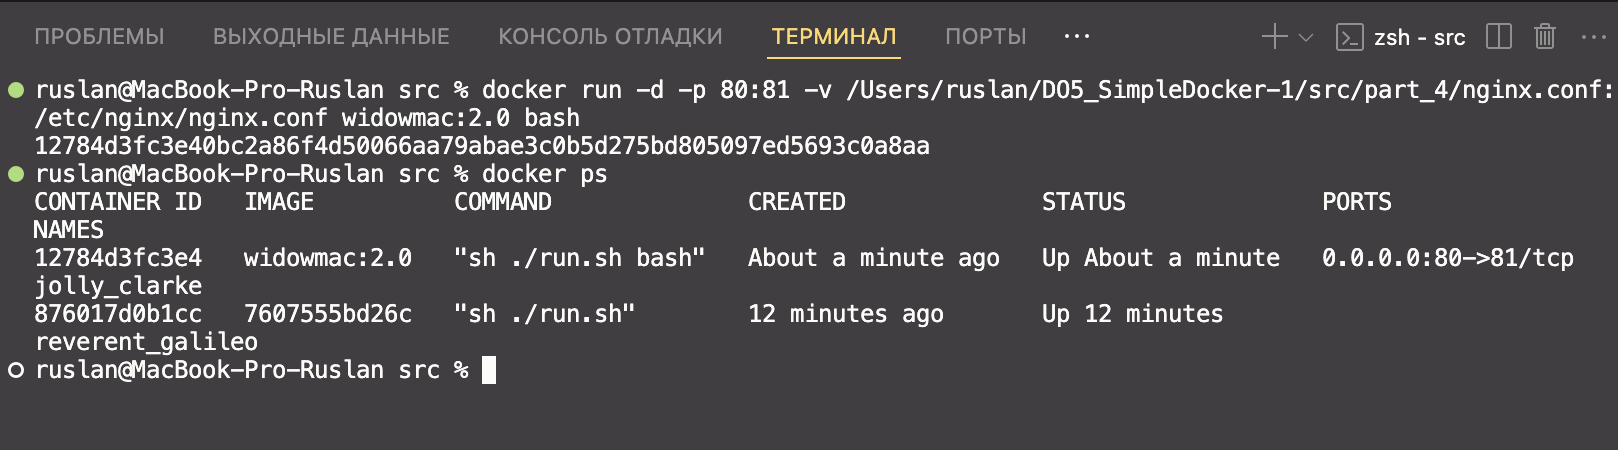 ПРОБЛЕМЫ ВЫХОДНЫЕ ДАННЫЕ КОНСОЛЬ ОТЛАДКИ ТЕРМИНАЛ ПОРТЫ ··· zsh - src ···
ruslan@MacBook-Pro-Ruslan src % docker run -d -p 80:81 -v /Users/ruslan/DO5_SimpleDocker-1/src/part_4/nginx.conf:
/etc/nginx/nginx.conf widowmac:2.0 bash
12784d3fc3e40bc2a86f4d50066aa79abae3c0b5d275bd805097ed5693c0a8aa
ruslan@MacBook-Pro-Ruslan src % docker ps
CONTAINER ID   IMAGE          COMMAND              CREATED              STATUS              PORTS
NAMES
12784d3fc3e4   widowmac:2.0   "sh ./run.sh bash"   About a minute ago   Up About a minute   0.0.0.0:80->81/tcp
jolly_clarke
876017d0b1cc   7607555bd26c   "sh ./run.sh"        12 minutes ago       Up 12 minutes
reverent_galileo
ruslan@MacBook-Pro-Ruslan src %